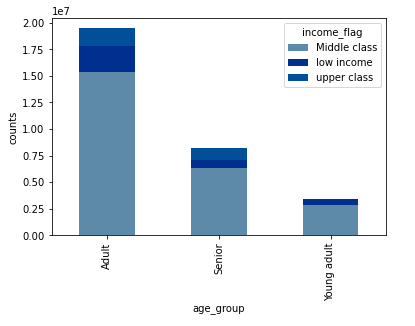 1e7
income_flag
Middle class
low income
upper class
2.00
1.75
1.50
1.25
1.00
0.75
0.50
0.25
0.00
counts
Adult
Senior
Young adult
age_group